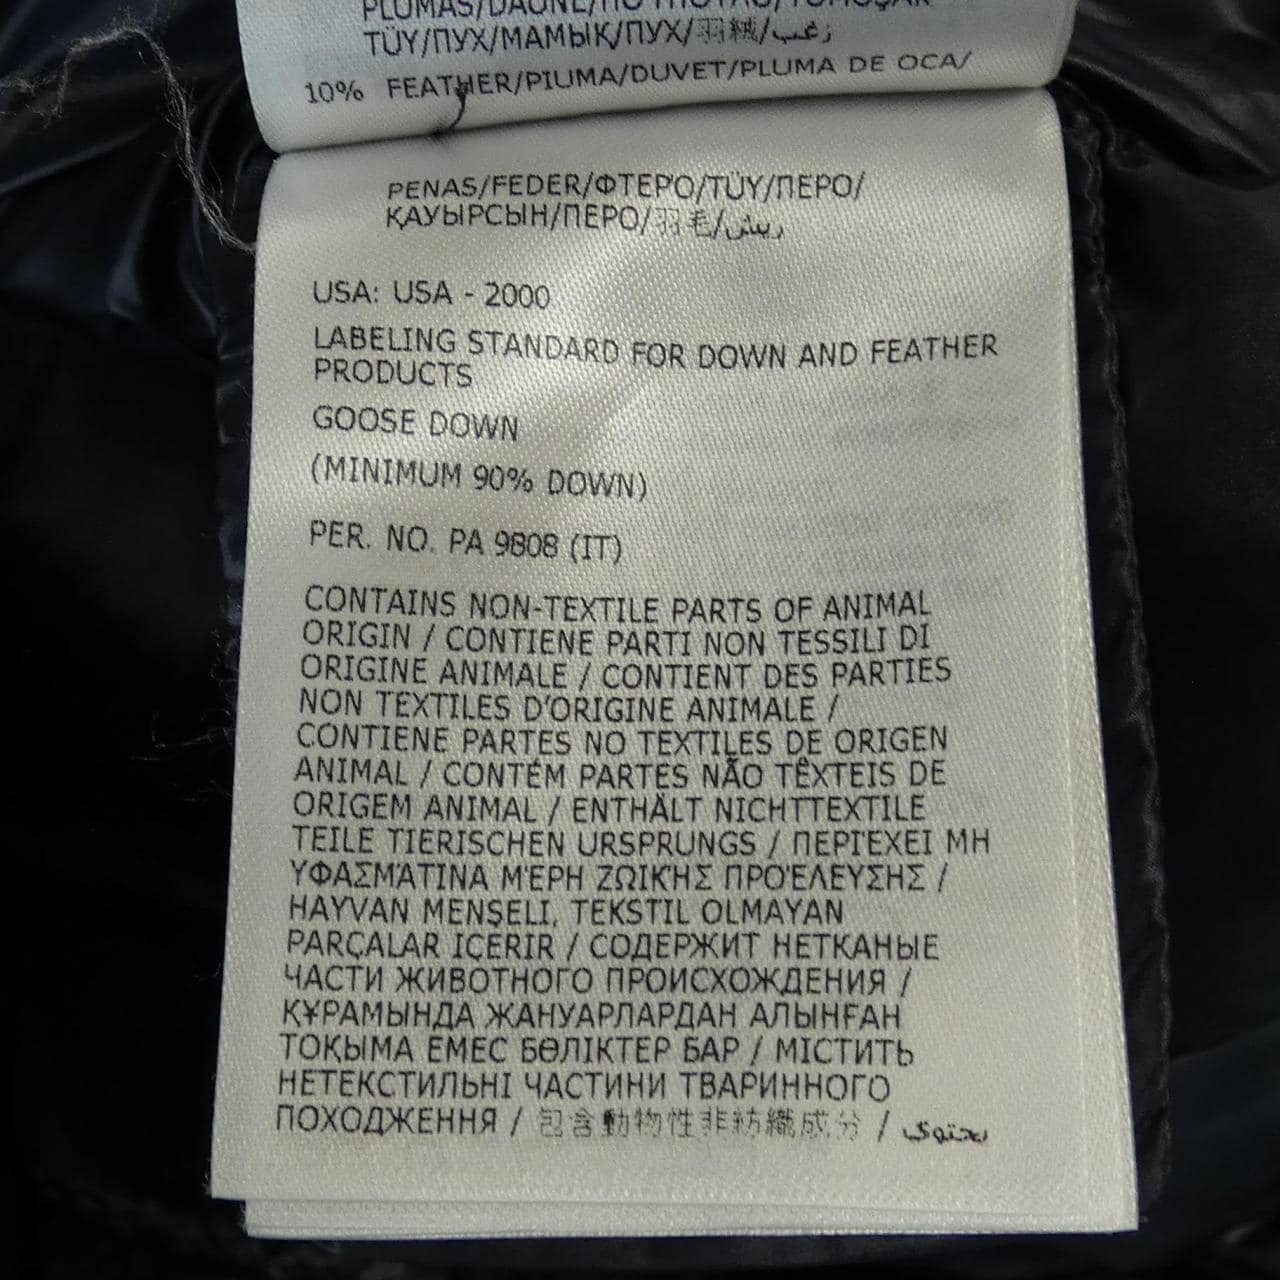 TÜY/ПУХ/МАМЫҚ/ПУХ/羽絨/زغب
10% FEATHER/PIUMA/DUVET/PLUMA DE OCA/
PENAS/FEDER/ΦΤΕΡΌ/TÜY/ПЕРО/
ҚАУЫРСЫН/ПЕРО/羽毛/ريش
USA: USA - 2000
LABELING STANDARD FOR DOWN AND FEATHER
PRODUCTS
GOOSE DOWN
(MINIMUM 90% DOWN)
PER. NO. PA 9808 (IT)
CONTAINS NON-TEXTILE PARTS OF ANIMAL
ORIGIN / CONTIENE PARTI NON TESSILI DI
ORIGINE ANIMALE / CONTIENT DES PARTIES
NON TEXTILES D'ORIGINE ANIMALE /
CONTIENE PARTES NO TEXTILES DE ORIGEN
ANIMAL / CONTÉM PARTES NÃO TÊXTEIS DE
ORIGEM ANIMAL / ENTHÄLT NICHTTEXTILE
TEILE TIERISCHEN URSPRUNGS / ΠΕΡΙΈΧΕΙ ΜΗ
ΥΦΑΣΜΆΤΙΝΑ ΜΈΡΗ ΖΩΙΚΉΣ ΠΡΟΈΛΕΥΣΗΣ /
HAYVAN MENŞELI, TEKSTIL OLMAYAN
PARÇALAR IÇERIR / СОДЕРЖИТ НЕТКАНЫЕ
ЧАСТИ ЖИВОТНОГО ПРОИСХОЖДЕНИЯ /
ҚҰРАМЫНДА ЖАНУАРЛАРДАН АЛЫНҒАН
ТОҚЫМА ЕМЕС БӨЛІКТЕР БАР / МІСТИТЬ
НЕТЕКСТИЛЬНІ ЧАСТИНИ ТВАРИННОГО
ПОХОДЖЕННЯ / 包含動物性非紡織成分 / يحتوي